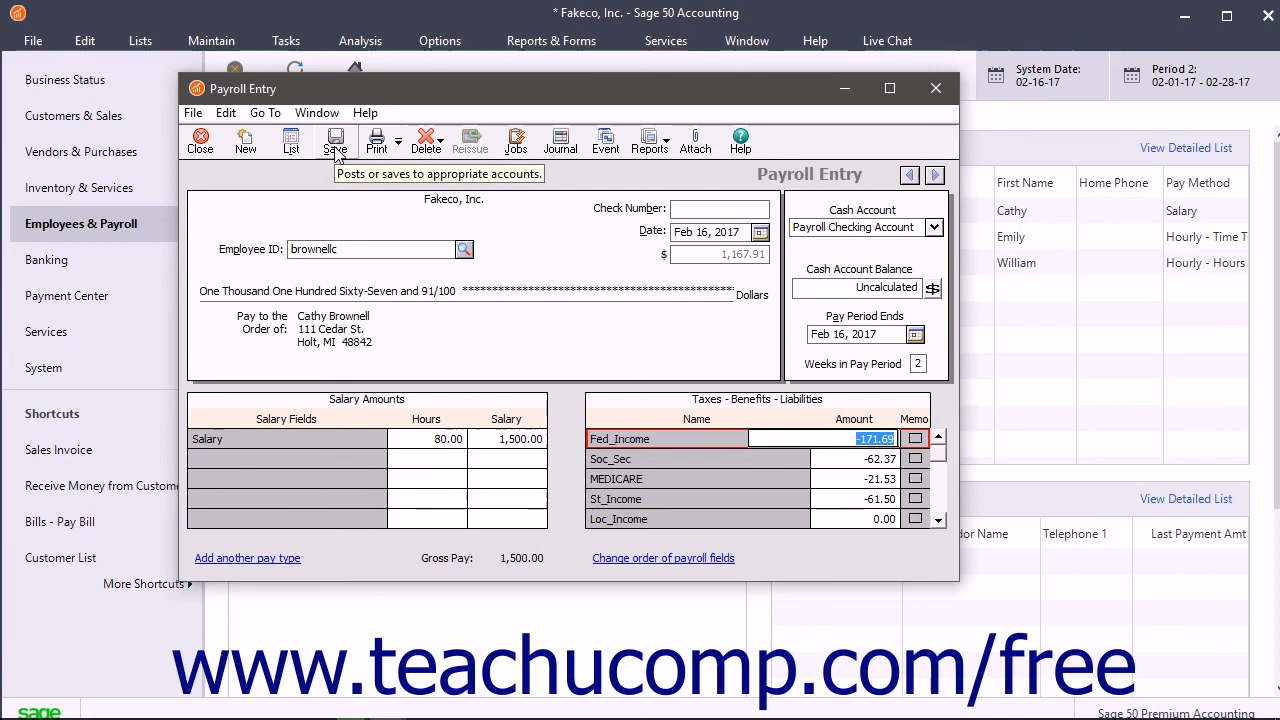 * Fakeco, Inc. - Sage 50 Accounting
File Edit Lists Maintain Tasks Analysis Options Reports & Forms Services Window Help Live Chat
Business Status
Customers & Sales
Vendors & Purchases
Inventory & Services
Employees & Payroll
Banking
Payment Center
Services
System
Shortcuts
Sales Invoice
Receive Money from Custome
Bills - Pay Bill
Customer List
More Shortcuts
System Date:
02-16-17
Period 2:
02-01-17 - 02-28-17
Payroll Entry
File Edit Go To Window Help
Close New List Save Print Delete Reissue Jobs Journal Event Reports Attach Help
Posts or saves to appropriate accounts.
Payroll Entry
Fakeco, Inc.
Check Number:
Date: Feb 16, 2017
Employee ID: brownellc
$ 1,167.91
One Thousand One Hundred Sixty-Seven and 91/100 ************************************************ Dollars
Pay to the Order of:
Cathy Brownell
111 Cedar St.
Holt, MI 48842
Cash Account
Payroll Checking Account
Cash Account Balance
Uncalculated
Pay Period Ends
Feb 16, 2017
Weeks in Pay Period 2
Salary Amounts
Salary Fields Hours Salary
Salary 80.00 1,500.00
Add another pay type
Gross Pay: 1,500.00
Taxes - Benefits - Liabilities
Name Amount Memo
Fed_Income -171.69
Soc_Sec -62.37
MEDICARE -21.53
St_Income -61.50
Loc_Income 0.00
Change order of payroll fields
View Detailed List
First Name Home Phone Pay Method
Cathy Salary
Emily Hourly - Time T
William Hourly - Hours
View Detailed List
dor Name Telephone 1 Last Payment Amt
www.teachucomp.com/free
sage
Sage 50 Premium Accounting